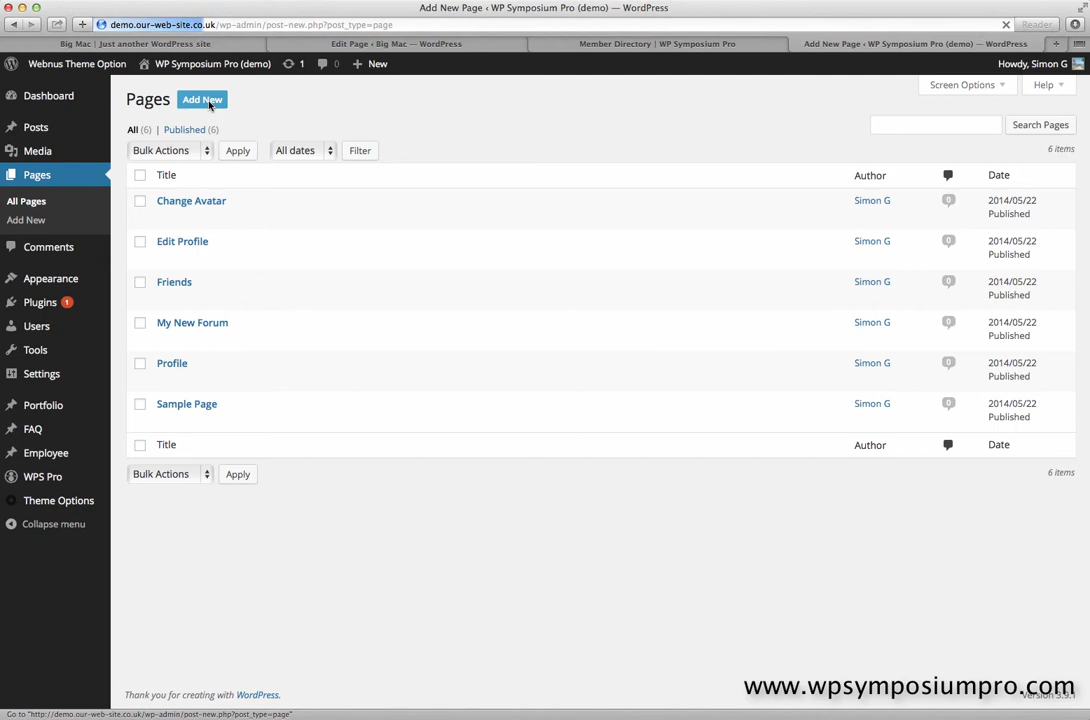 Add New Page ‹ WP Symposium Pro (demo) — WordPress
demo.our-web-site.co.uk/wp-admin/post-new.php?post_type=page
Reader
Big Mac | Just another WordPress site
Edit Page ‹ Big Mac — WordPress
Member Directory | WP Symposium Pro
Add New Page ‹ WP Symposium Pro (demo) — WordPress
Webnus Theme Option
WP Symposium Pro (demo)
1
0
+ New
Howdy, Simon G
Dashboard
Posts
Media
Pages
All Pages
Add New
Comments
Appearance
Plugins 1
Users
Tools
Settings
Portfolio
FAQ
Employee
WPS Pro
Theme Options
Collapse menu
Screen Options
Help
Pages Add New
All (6) | Published (6)
Search Pages
Bulk Actions Apply All dates Filter
6 items
Title Author Date
Change Avatar Simon G 0 2014/05/22
Published
Edit Profile Simon G 0 2014/05/22
Published
Friends Simon G 0 2014/05/22
Published
My New Forum Simon G 0 2014/05/22
Published
Profile Simon G 0 2014/05/22
Published
Sample Page Simon G 0 2014/05/22
Published
Title Author Date
Bulk Actions Apply
6 items
Thank you for creating with WordPress.
Version 3.9.1
www.wpsymposiumpro.com
Go to "http://demo.our-web-site.co.uk/wp-admin/post-new.php?post_type=page"